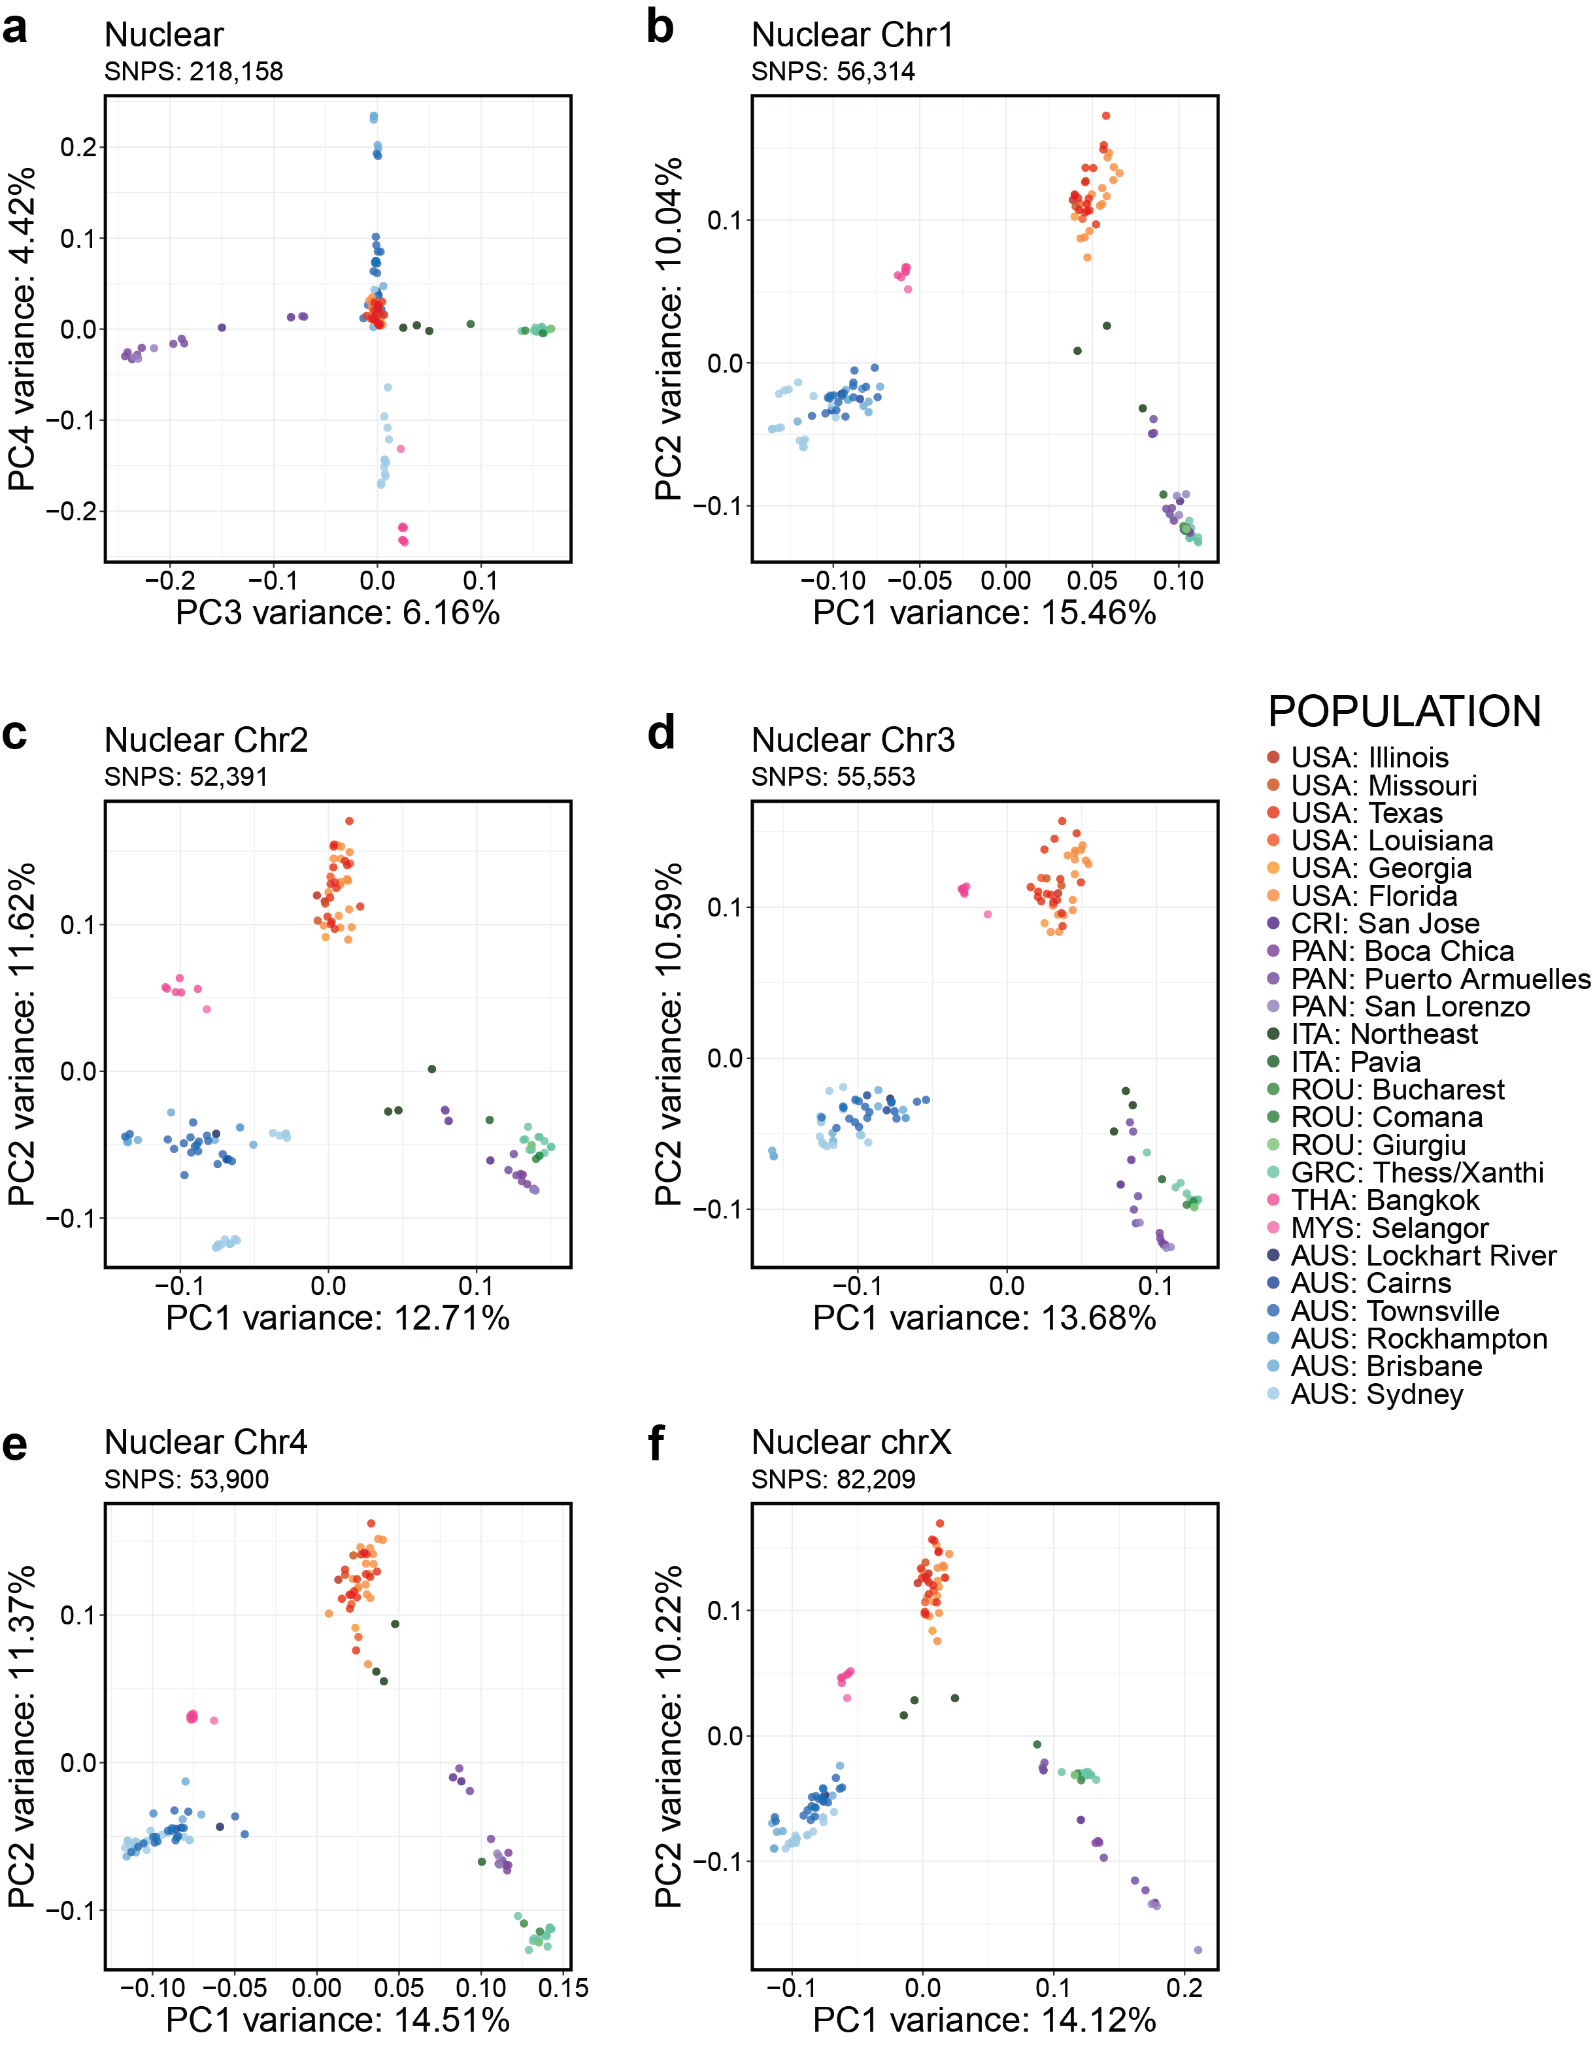 a
Nuclear
SNPS: 218,158
0.2
0.1
0.0
−0.1
−0.2
PC4 variance: 4.42%
−0.2
−0.1
0.0
0.1
PC3 variance: 6.16%
b
Nuclear Chr1
SNPS: 56,314
0.1
0.0
−0.1
PC2 variance: 10.04%
−0.10
−0.05
0.00
0.05
0.10
PC1 variance: 15.46%
c
Nuclear Chr2
SNPS: 52,391
0.1
0.0
−0.1
PC2 variance: 11.62%
−0.1
0.0
0.1
PC1 variance: 12.71%
d
Nuclear Chr3
SNPS: 55,553
0.1
0.0
−0.1
PC2 variance: 10.59%
−0.1
0.0
0.1
PC1 variance: 13.68%
POPULATION
USA: Illinois
USA: Missouri
USA: Texas
USA: Louisiana
USA: Georgia
USA: Florida
CRI: San Jose
PAN: Boca Chica
PAN: Puerto Armuelles
PAN: San Lorenzo
ITA: Northeast
ITA: Pavia
ROU: Bucharest
ROU: Comana
ROU: Giurgiu
GRC: Thess/Xanthi
THA: Bangkok
MYS: Selangor
AUS: Lockhart River
AUS: Cairns
AUS: Townsville
AUS: Rockhampton
AUS: Brisbane
AUS: Sydney
e
Nuclear Chr4
SNPS: 53,900
0.1
0.0
−0.1
PC2 variance: 11.37%
−0.10
−0.05
0.00
0.05
0.10
0.15
PC1 variance: 14.51%
f
Nuclear chrX
SNPS: 82,209
0.1
0.0
−0.1
PC2 variance: 10.22%
−0.1
0.0
0.1
0.2
PC1 variance: 14.12%